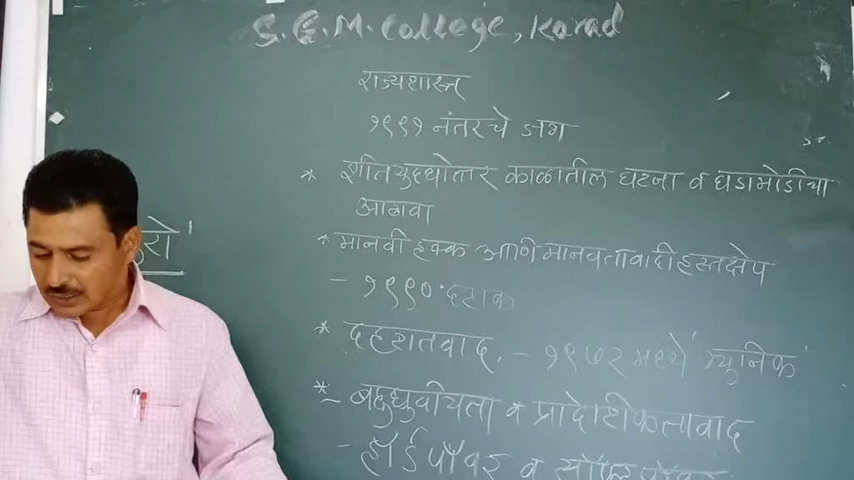 S.G.M. College, Karad
राज्यशास्त्र
१९९१ नंतरचे जग
* शीतयुद्धोत्तर काळातील घटना व घडामोडींचा
आढावा
* मानवी हक्क आणि मानवतावादी हस्तक्षेप
- १९९० दशक
* दहशतवाद, - १९७२ मध्ये 'म्युनिक'
* - बहुध्रुवीयता व प्रादेशिकतावाद
- हॉर्ड पॉवर व सॉफ्ट पॉवर